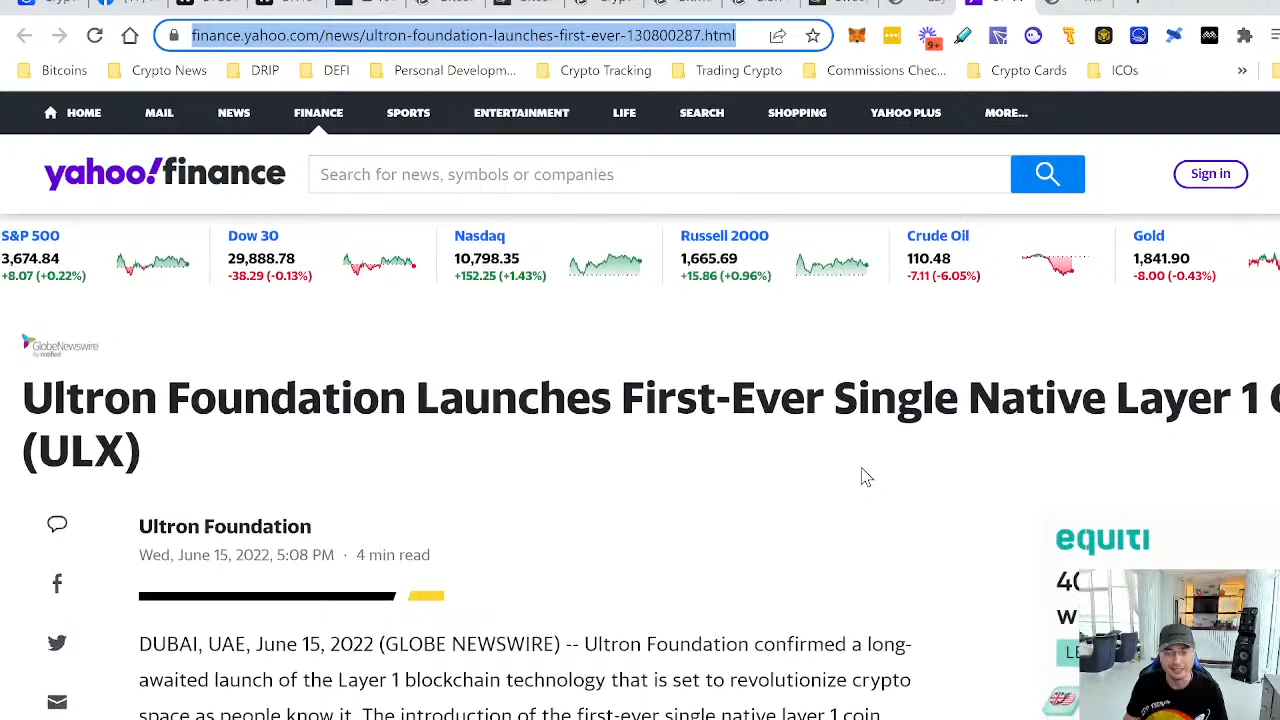 finance.yahoo.com/news/ultron-foundation-launches-first-ever-130800287.html
9+
Bitcoins
Crypto News
DRIP
DEFI
Personal Developm...
Crypto Tracking
Trading Crypto
Commissions Chec...
Crypto Cards
ICOs
»
HOME
MAIL
NEWS
FINANCE
SPORTS
ENTERTAINMENT
LIFE
SEARCH
SHOPPING
YAHOO PLUS
MORE...
yahoo!finance
Search for news, symbols or companies
Sign in
S&P 500
3,674.84
+8.07 (+0.22%)
Dow 30
29,888.78
-38.29 (-0.13%)
Nasdaq
10,798.35
+152.25 (+1.43%)
Russell 2000
1,665.69
+15.86 (+0.96%)
Crude Oil
110.48
-7.11 (-6.05%)
Gold
1,841.90
-8.00 (-0.43%)
GlobeNewswire
by notified
Ultron Foundation Launches First-Ever Single Native Layer 1
(ULX)
Ultron Foundation
Wed, June 15, 2022, 5:08 PM · 4 min read
equiti
DUBAI, UAE, June 15, 2022 (GLOBE NEWSWIRE) -- Ultron Foundation confirmed a long-
awaited launch of the Layer 1 blockchain technology that is set to revolutionize crypto
space as people know it. The introduction of the first-ever single native layer 1 coin